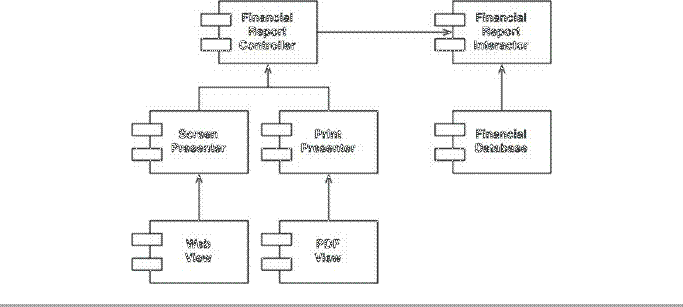 Financial
Report
Controller
Financial
Report
Interactor
Screen
Presenter
Print
Presenter
Financial
Database
Web
View
PDF
View